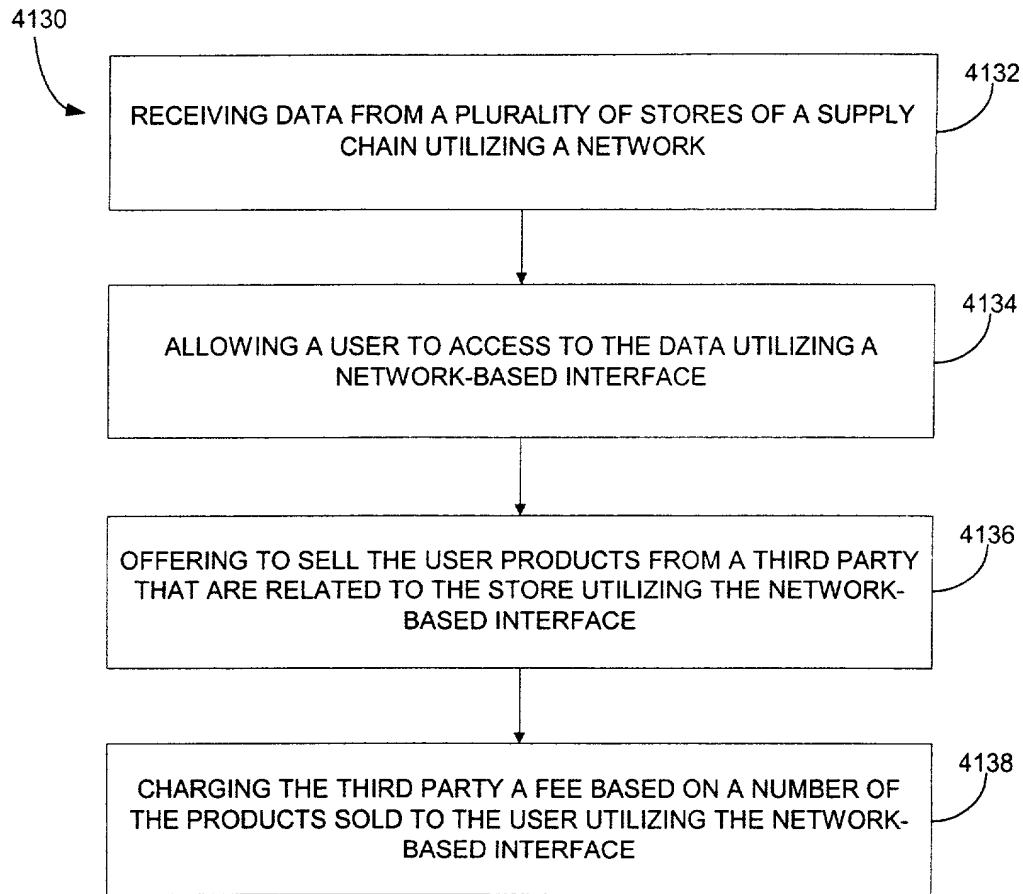 4130
4132
RECEIVING DATA FROM A PLURALITY OF STORES OF A SUPPLY
CHAIN UTILIZING A NETWORK
4134
ALLOWING A USER TO ACCESS TO THE DATA UTILIZING A
NETWORK-BASED INTERFACE
4136
OFFERING TO SELL THE USER PRODUCTS FROM A THIRD PARTY
THAT ARE RELATED TO THE STORE UTILIZING THE NETWORK-
BASED INTERFACE
4138
CHARGING THE THIRD PARTY A FEE BASED ON A NUMBER OF
THE PRODUCTS SOLD TO THE USER UTILIZING THE NETWORK-
BASED INTERFACE